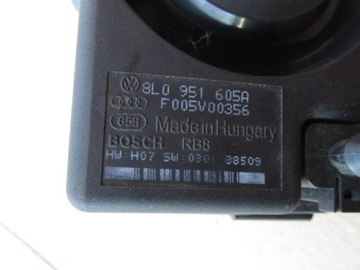 8L0 951 605A
F005V00356
Made in Hungary
BOSCH RB8
HW H07 SW 030 38509